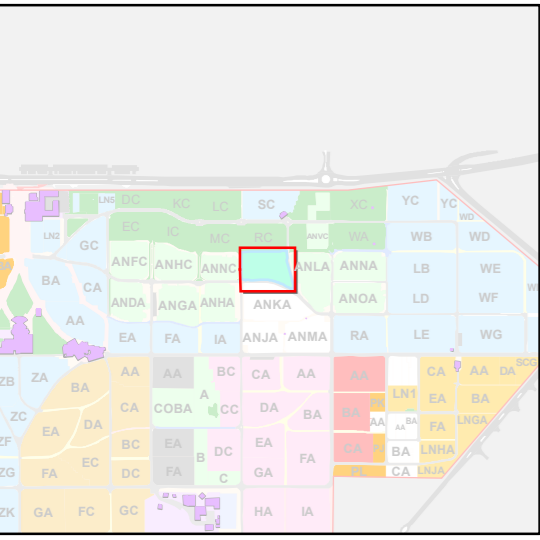 LN5 DC KC LC SC XC YC YC
WD
EC IC MC RC ANVC WA WB WD
LN2 GC
ANFC ANHC ANNC ANLA ANNA LB WE
BA CA
ANDA ANGA ANHA ANKA ANOA LD WF
AA
EA FA IA ANJA ANMA RA LE WG
SCG
ZB ZA AA AA BC CA AA AA CA AA DA
BA A LN1 EA BA
ZC CA COBA CC DA BA BA PK
EA DA AA AA BA FA LNGA
ZF BC EA DC EA CA PJ BA LNHA
EC B FA
ZG FA DC FA C GA PL CA LNJA
ZK GA FC GC HA IA